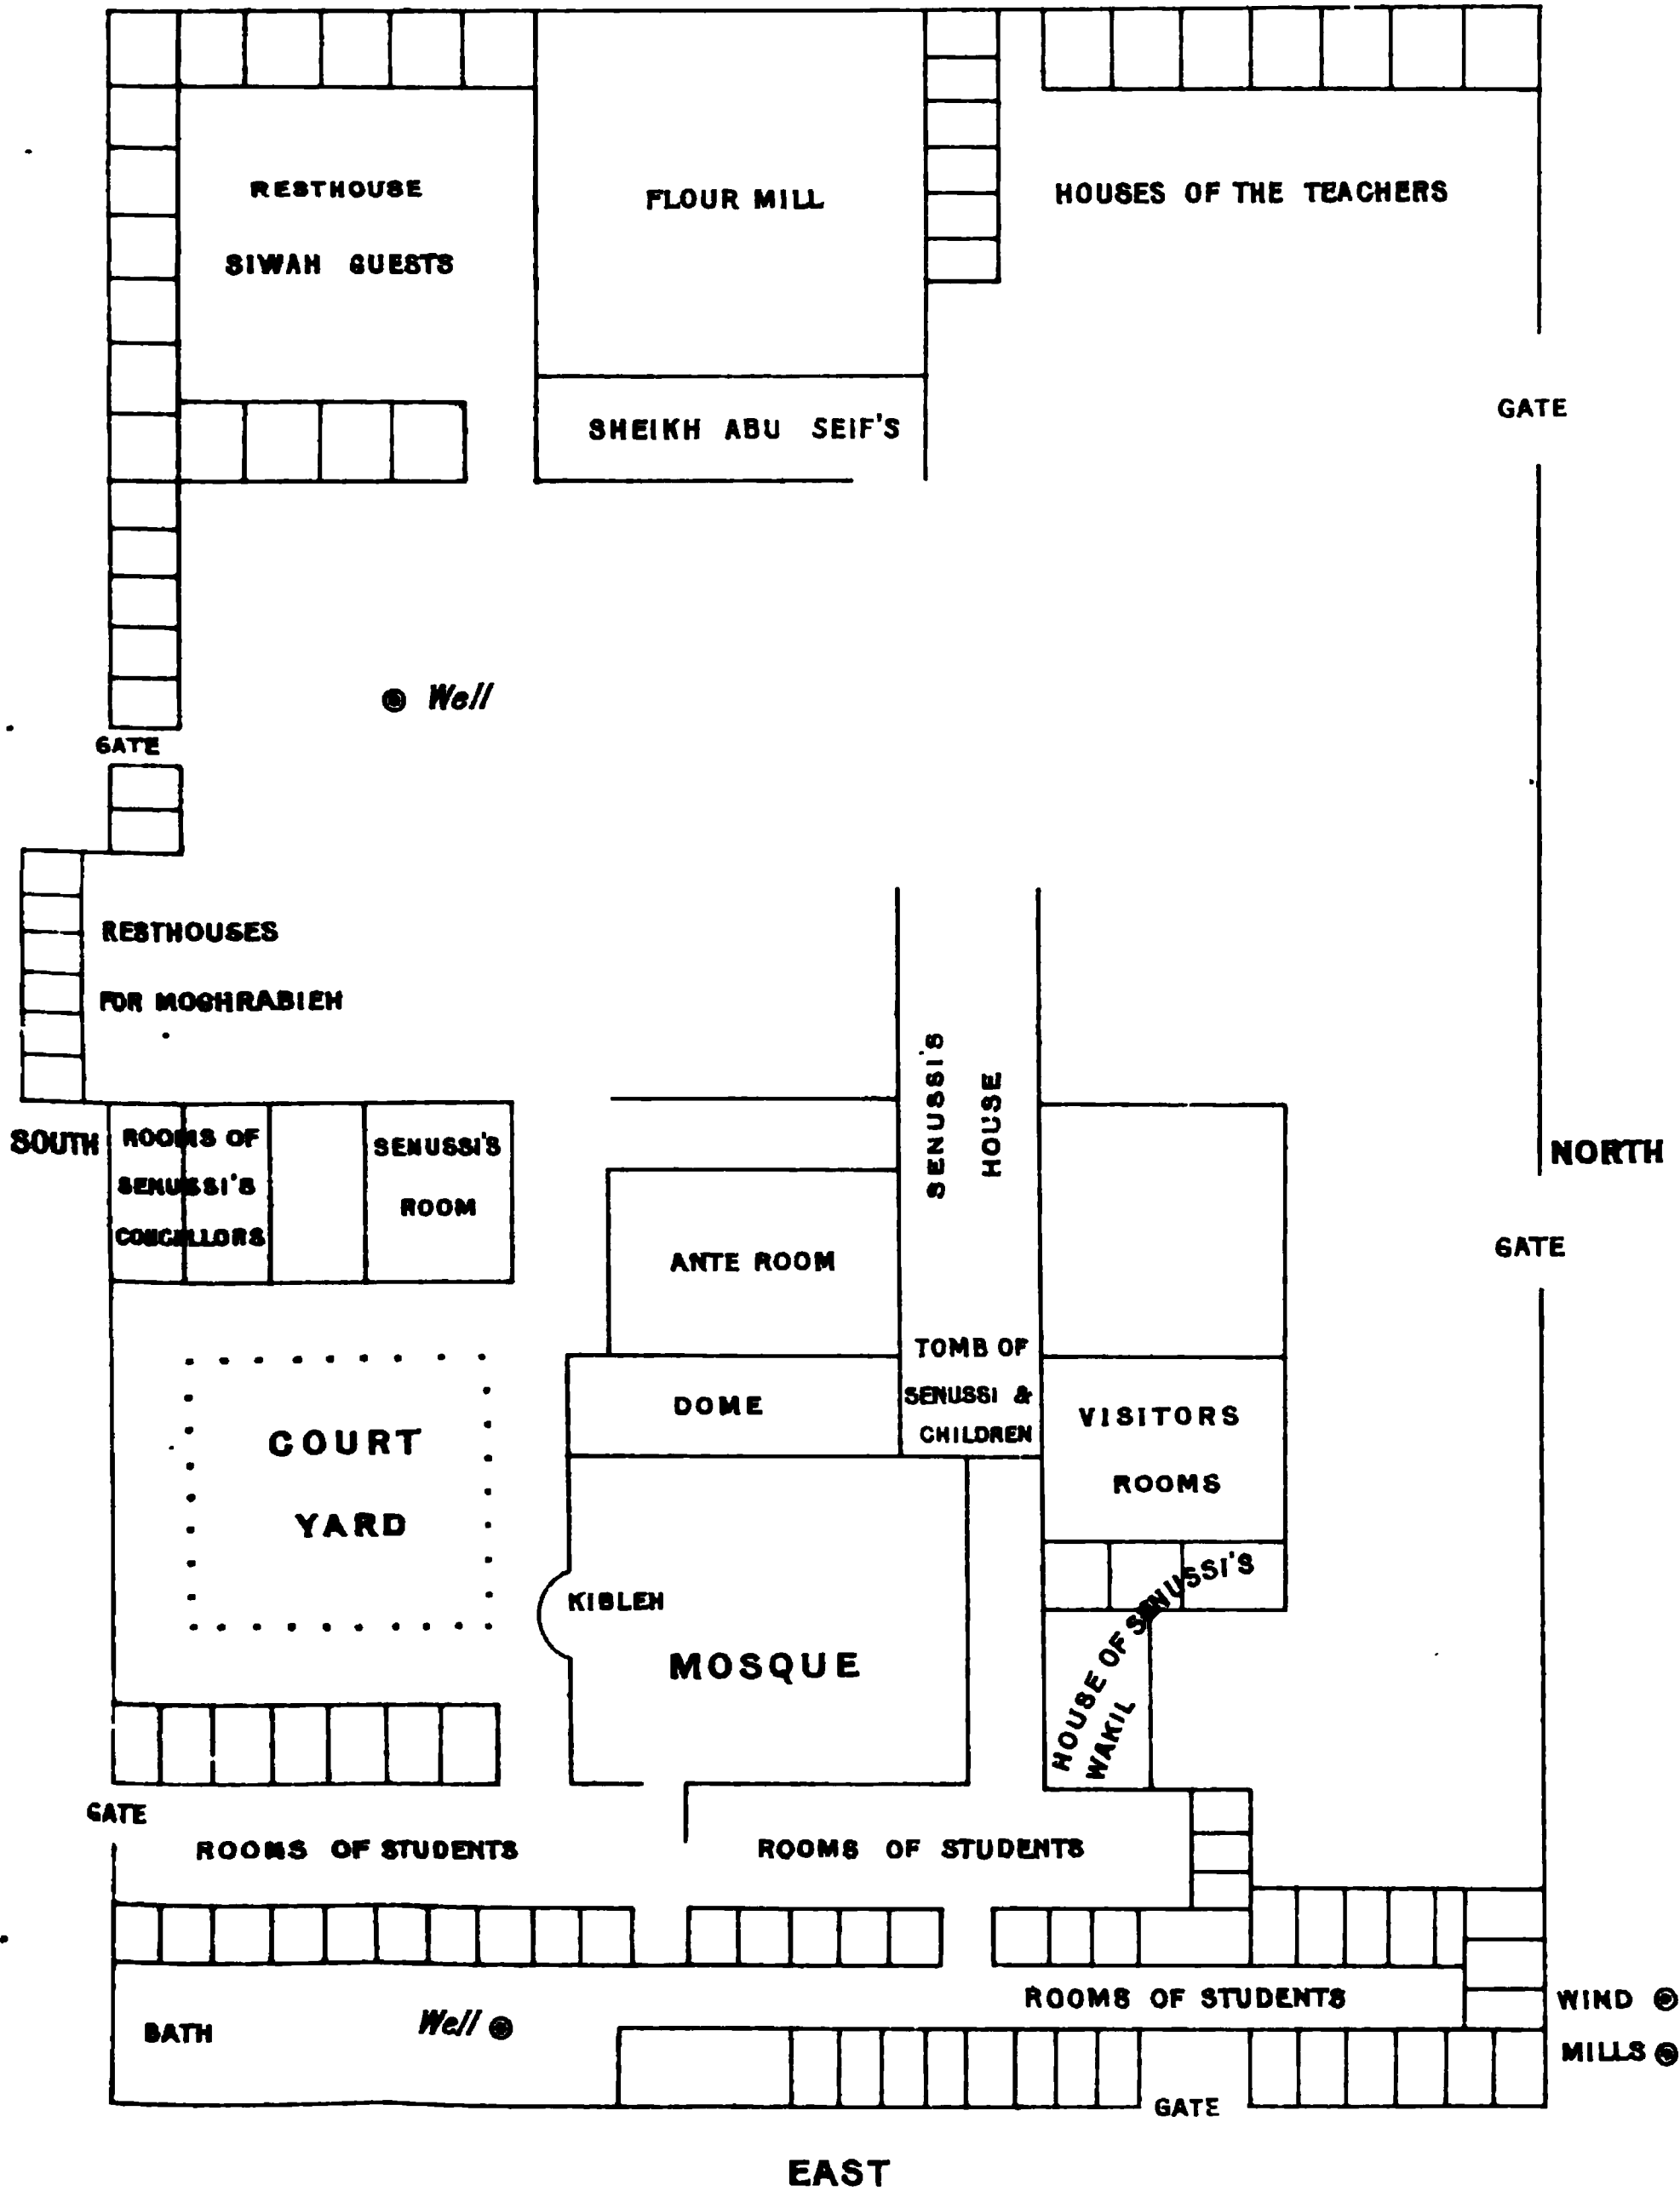 RESTHOUSE
SIWAH GUESTS
FLOUR MILL
HOUSES OF THE TEACHERS
GATE
SHEIKH ABU SEIF'S
Well
GATE
RESTHOUSES
FOR MOGHRABIEH
SOUTH
ROOMS OF
SENUSSI'S
COUNCILLORS
SENUSSI'S
ROOM
SENUSSI'S
HOUSE
NORTH
GATE
ANTE ROOM
TOMB OF
SENUSSI &
CHILDREN
DOME
VISITORS
ROOMS
COURT
YARD
KIBLEH
MOSQUE
HOUSE OF SENUSSI'S
WAKIL
GATE
ROOMS OF STUDENTS
ROOMS OF STUDENTS
ROOMS OF STUDENTS
WIND
MILLS
BATH
Well
GATE
EAST